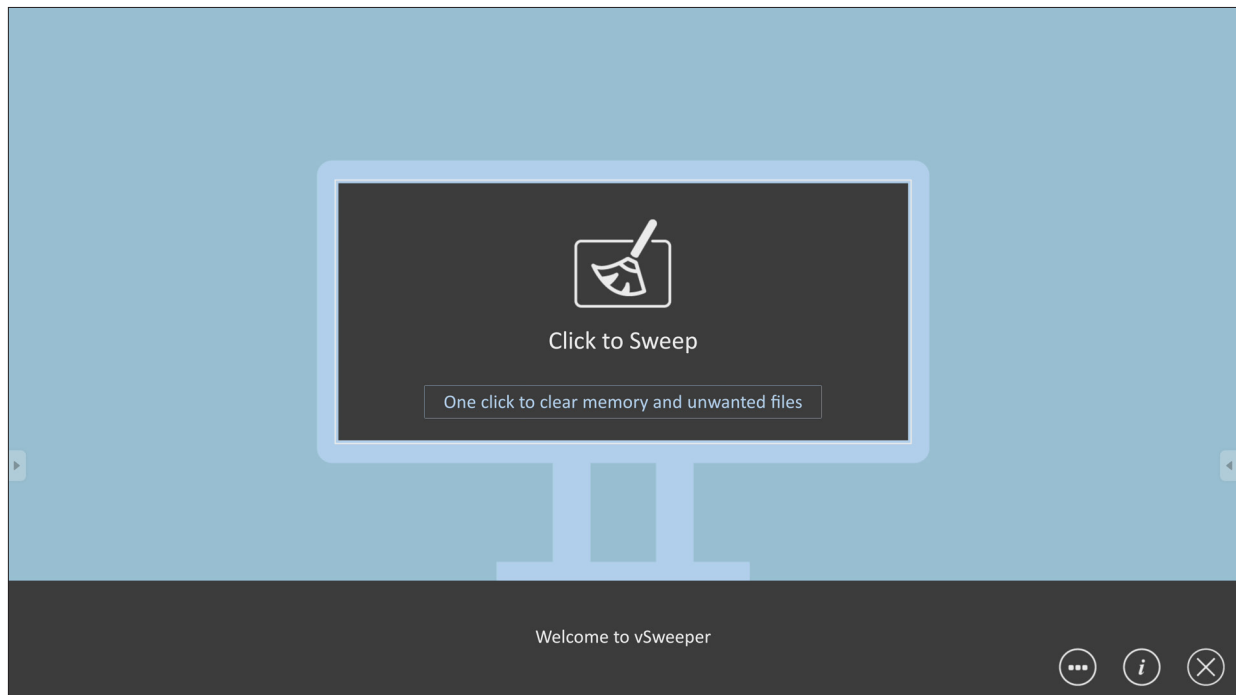 Click to Sweep
One click to clear memory and unwanted files
Welcome to vSweeper
i